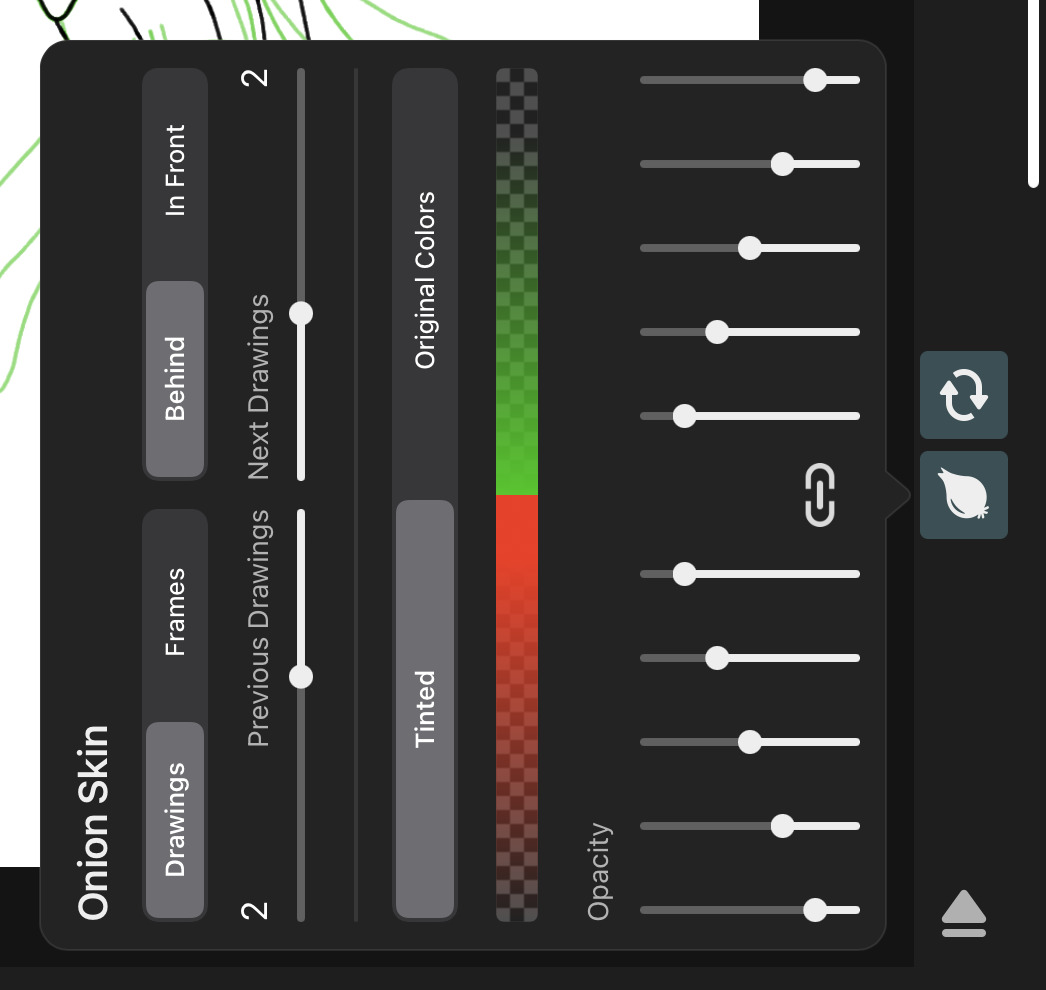 Onion Skin
Drawings Frames Behind In Front
2 Previous Drawings Next Drawings 2
Tinted Original Colors
Opacity